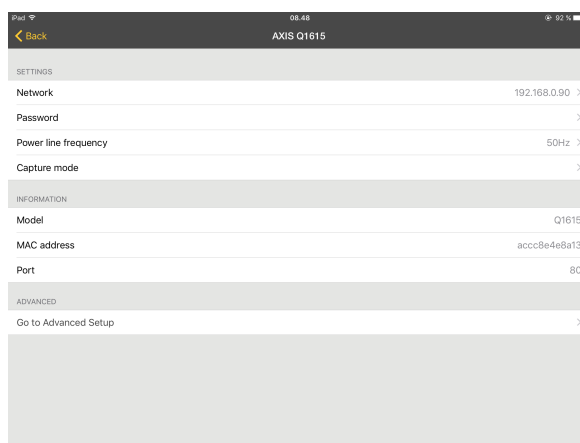 iPad 08.48 92 %
Back AXIS Q1615
SETTINGS
Network 192.168.0.90
Password
Power line frequency 50Hz
Capture mode
INFORMATION
Model Q1615
MAC address accc8e4e8a13
Port 80
ADVANCED
Go to Advanced Setup